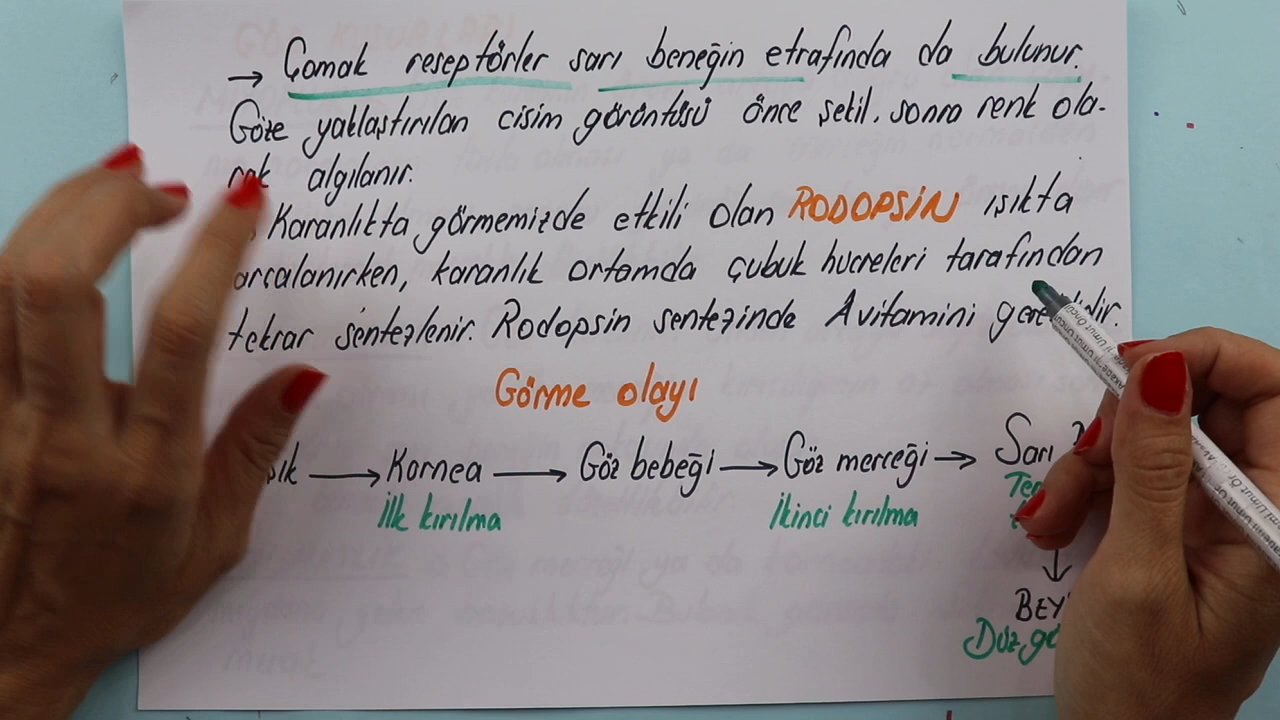 → Çomak reseptörler sarı beneğin etrafında da bulunur.
Göze yaklaştırılan cisim görüntüsü önce şekil, sonra renk ola-
rak algılanır.
Karanlıkta görmemizde etkili olan RODOPSİN ışıkta
arçalanırken, karanlık ortamda çubuk hücreleri tarafından
tekrar sentezlenir. Rodopsin sentezinde A vitamini
Görme olayı
→ Kornea → Göz bebeği → Göz merceği → Sarı
İlk kırılma İkinci kırılma
↓